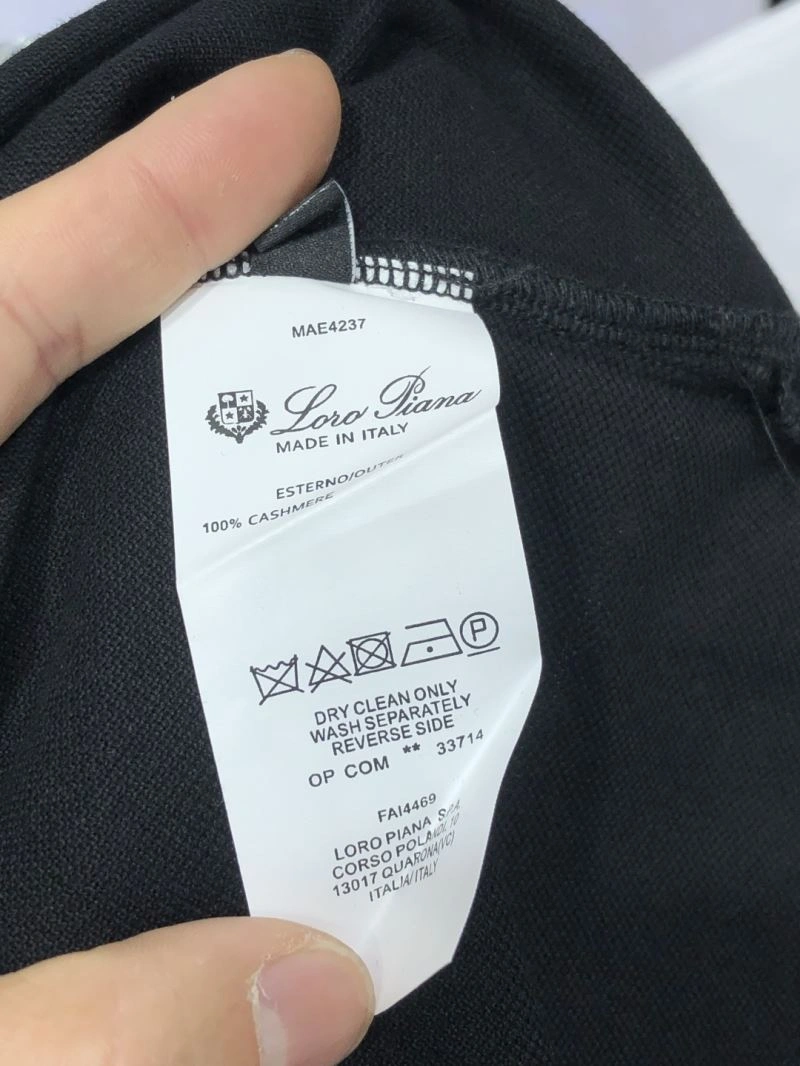 MAE4237
Loro Piana
MADE IN ITALY
ESTERNO/OUTER
100% CASHMERE
P
DRY CLEAN ONLY
WASH SEPARATELY
REVERSE SIDE
OP COM ** 33714
FAI4469
LORO PIANA S.P.A.
CORSO POLANDI, 10
13017 QUARONA(VC)
ITALIA/ITALY